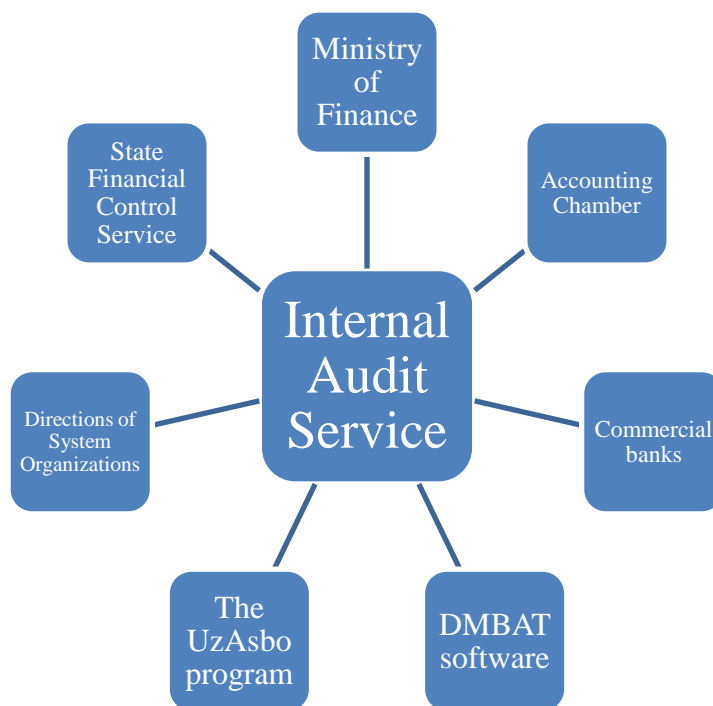 Ministry
of
Finance
State
Financial
Control
Service
Accounting
Chamber
Internal
Audit
Service
Directions of
System
Organizations
Commercial
banks
The
UzAsbo
program
DMBAT
software